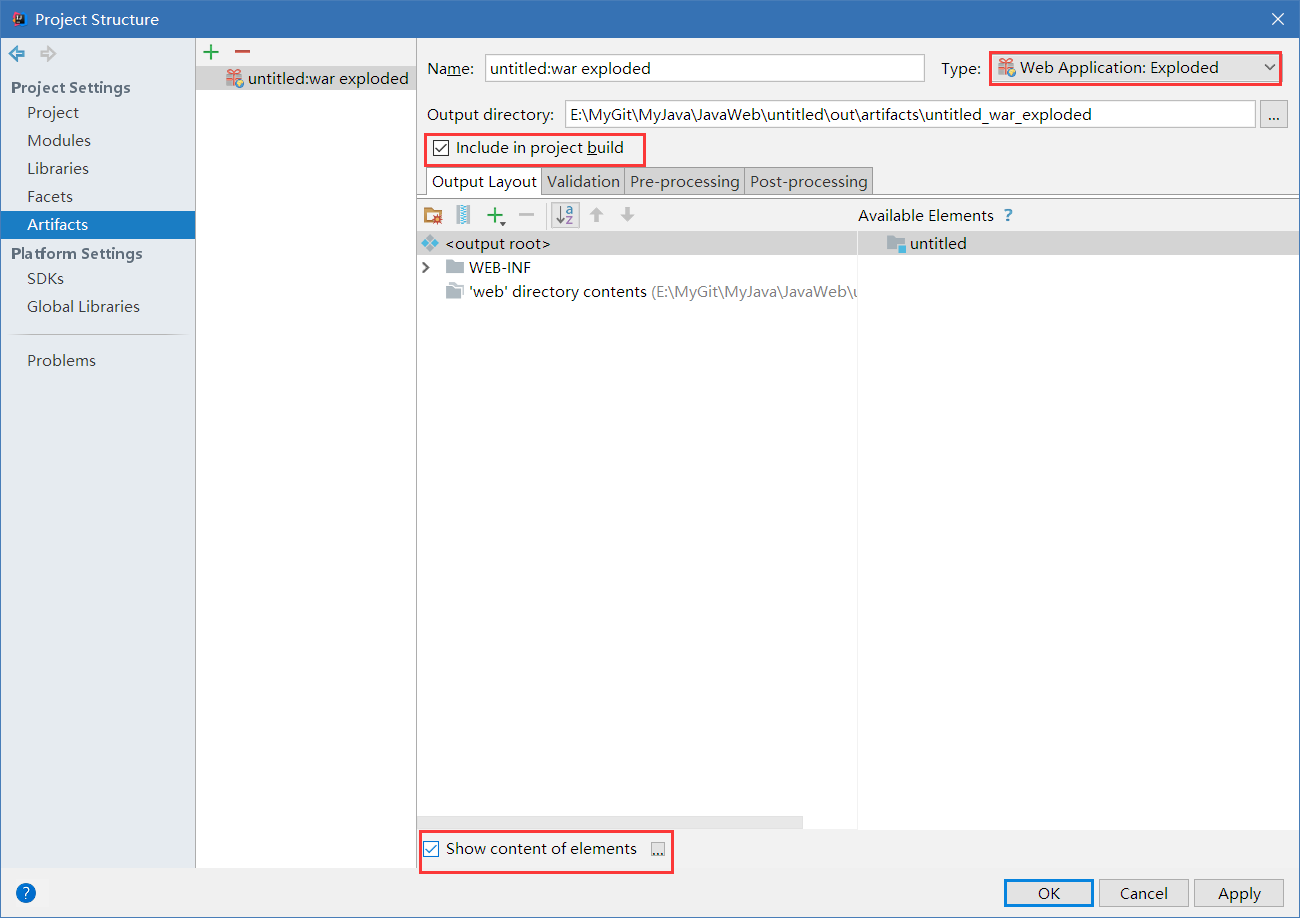 Project Structure
Project Settings
Project
Modules
Libraries
Facets
Artifacts
Platform Settings
SDKs
Global Libraries
Problems
untitled:war exploded
Name: untitled:war exploded Type: Web Application: Exploded
Output directory: E:\MyGit\MyJava\JavaWeb\untitled\out\artifacts\untitled_war_exploded ...
Include in project build
Output Layout Validation Pre-processing Post-processing
Available Elements ?
<output root>
WEB-INF
'web' directory contents (E:\MyGit\MyJava\JavaWeb\u
untitled
Show content of elements ...
? OK Cancel Apply